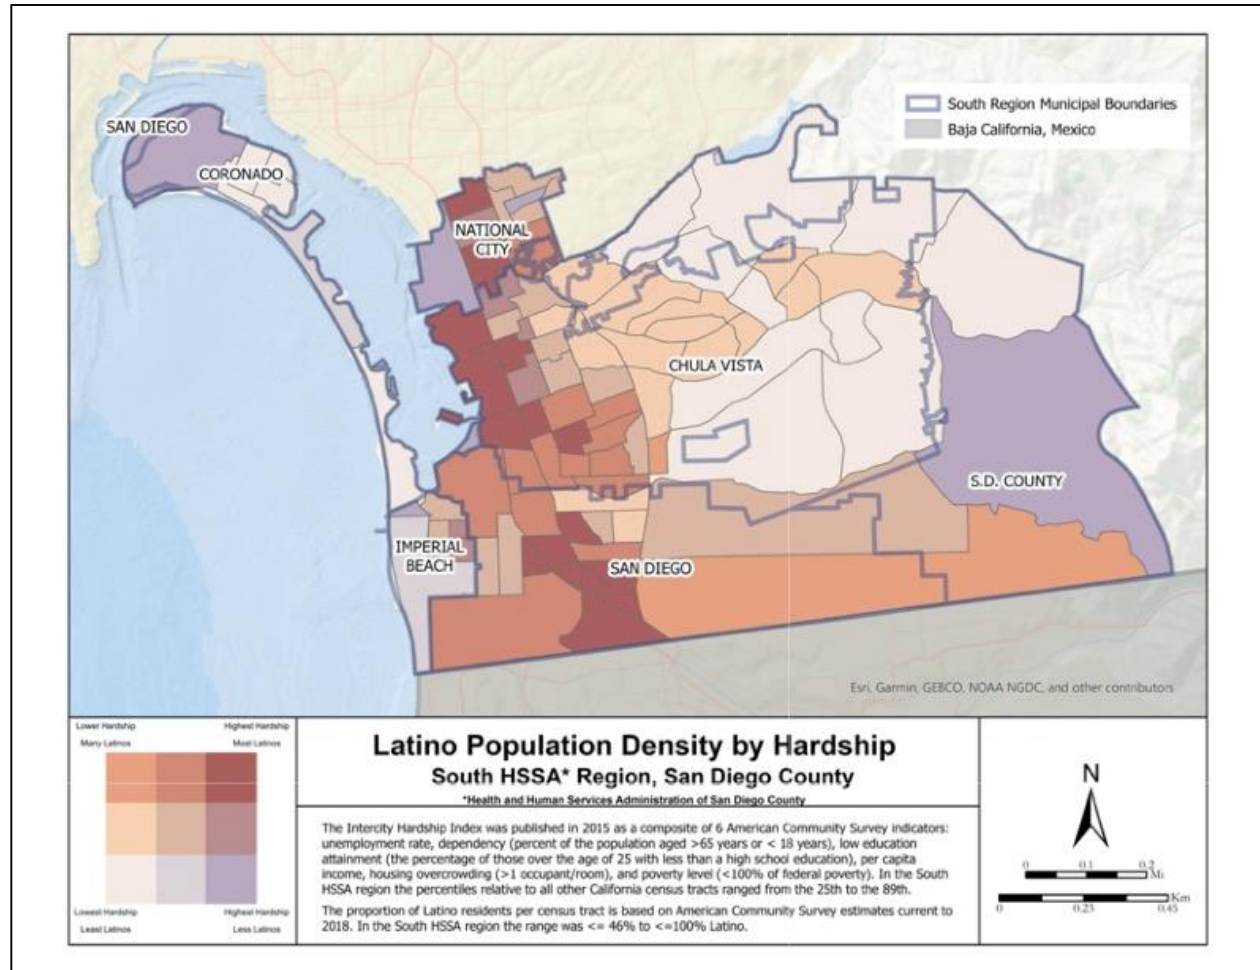 SAN DIEGO
CORONADO
NATIONAL
CITY
CHULA VISTA
S.D. COUNTY
IMPERIAL
BEACH
SAN DIEGO
South Region Municipal Boundaries
Baja California, Mexico
Esri, Garmin, GEBCO, NOAA NGDC, and other contributors
Lower Hardship
Highest Hardship
Many Latinos
Most Latinos
Lowest Hardship
Highest Hardship
Least Latinos
Less Latinos
Latino Population Density by Hardship
South HSSA* Region, San Diego County
*Health and Human Services Administration of San Diego County
The Intercity Hardship Index was published in 2015 as a composite of 6 American Community Survey indicators:
unemployment rate, dependency (percent of the population aged >65 years or < 18 years), low education
attainment (the percentage of those over the age of 25 with less than a high school education), per capita
income, housing overcrowding (>1 occupant/room), and poverty level (<100% of federal poverty). In the South
HSSA region the percentiles relative to all other California census tracts ranged from the 25th to the 89th.
The proportion of Latino residents per census tract is based on American Community Survey estimates current to
2018. In the South HSSA region the range was <= 46% to <=100% Latino.
N
0 0.1 0.2
Mi
Km
0 0.23 0.45